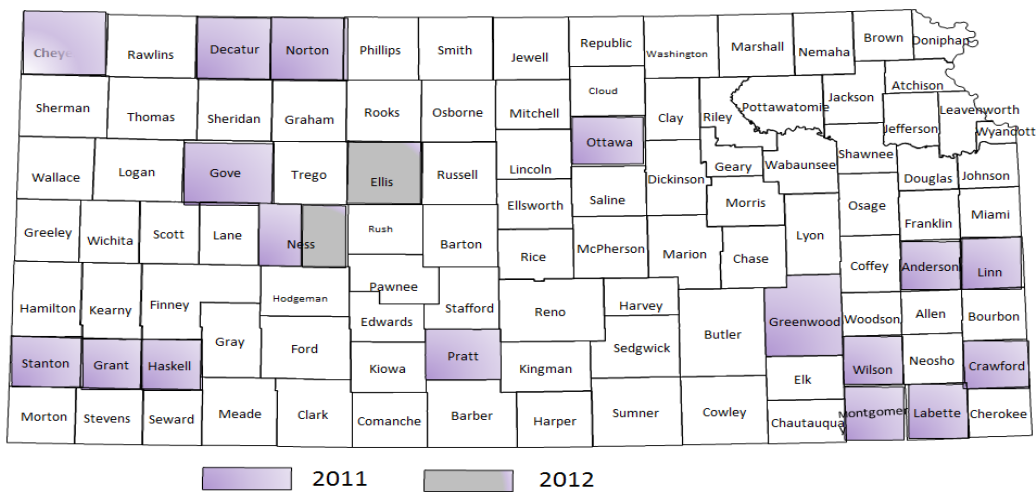 Cheye Rawlins Decatur Norton Phillips Smith Jewell Republic Washington Marshall Nemaha Brown Doniphan
Sherman Thomas Sheridan Graham Rooks Osborne Mitchell Cloud Clay Riley Pottawatomie Jackson Atchison Leavenworth
Ottawa Jefferson Wyandott
Wallace Logan Gove Trego Ellis Russell Lincoln Dickinson Geary Wabaunsee Shawnee Douglas Johnson
Ellsworth Saline Morris Osage
Greeley Wichita Scott Lane Ness Rush Barton Rice McPherson Marion Chase Lyon Franklin Miami
Coffey Anderson Linn
Hamilton Kearny Finney Hodgeman Pawnee Stafford Reno Harvey Greenwood Woodson Allen Bourbon
Gray Ford Edwards Sedgwick Butler
Stanton Grant Haskell Kiowa Pratt Kingman Elk Wilson Neosho Crawford
Morton Stevens Seward Meade Clark Comanche Barber Harper Sumner Cowley Chautauqua Montgomer Labette Cherokee
2011 2012